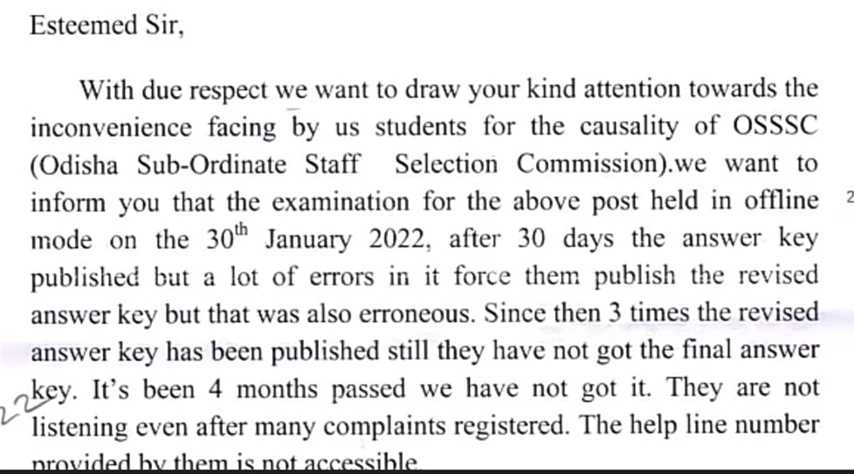 Esteemed Sir,
With due respect we want to draw your kind attention towards the
inconvenience facing by us students for the causality of OSSSC
(Odisha Sub-Ordinate Staff Selection Commission).we want to
inform you that the examination for the above post held in offline
mode on the 30th January 2022, after 30 days the answer key
published but a lot of errors in it force them publish the revised
answer key but that was also erroneous. Since then 3 times the revised
answer key has been published still they have not got the final answer
key. It's been 4 months passed we have not got it. They are not
listening even after many complaints registered. The help line number
provided by them is not accessible.